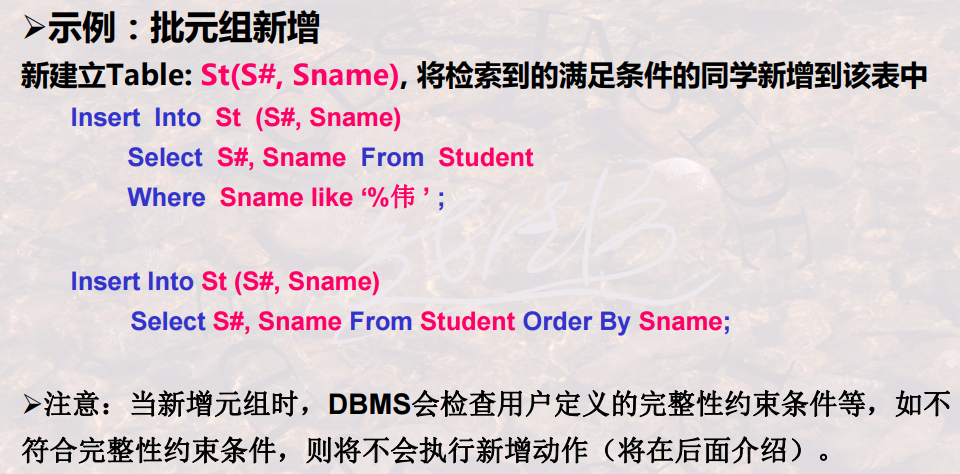 ➢示例：批元组新增
新建立Table: St(S#, Sname), 将检索到的满足条件的同学新增到该表中
Insert Into St (S#, Sname)
Select S#, Sname From Student
Where Sname like ‘%伟 ’ ;
Insert Into St (S#, Sname)
Select S#, Sname From Student Order By Sname;
➢注意：当新增元组时，DBMS会检查用户定义的完整性约束条件等，如不
符合完整性约束条件，则将不会执行新增动作（将在后面介绍）。